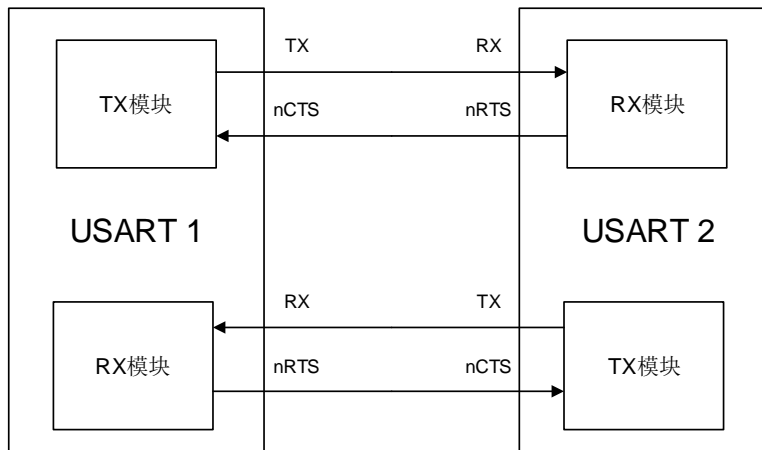 TX RX
TX模块 RX模块
nCTS nRTS
USART 1 USART 2
RX TX
RX模块 TX模块
nRTS nCTS